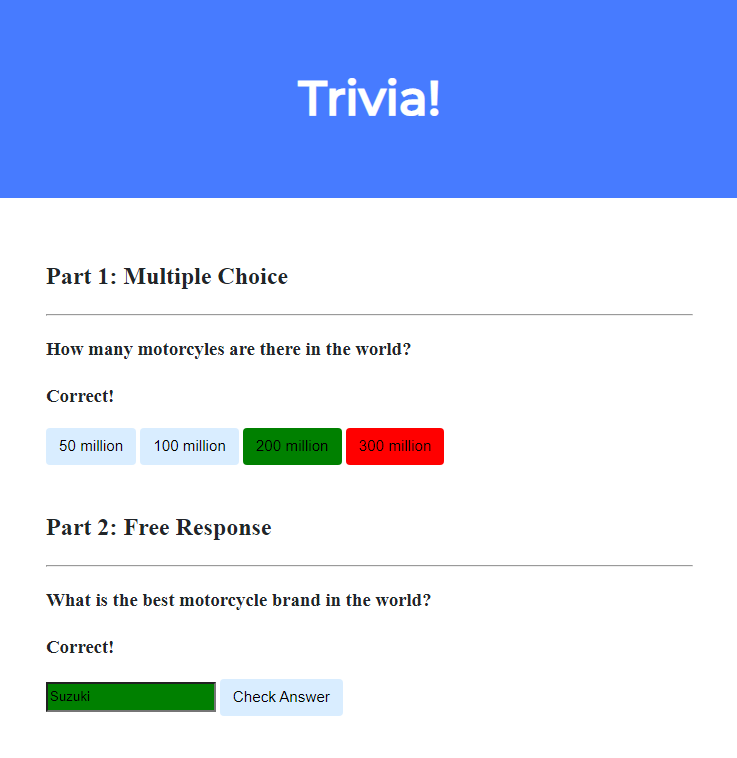 Trivia!
Part 1: Multiple Choice
How many motorcyles are there in the world?
Correct!
50 million 100 million 200 million 300 million
Part 2: Free Response
What is the best motorcycle brand in the world?
Correct!
Suzuki Check Answer